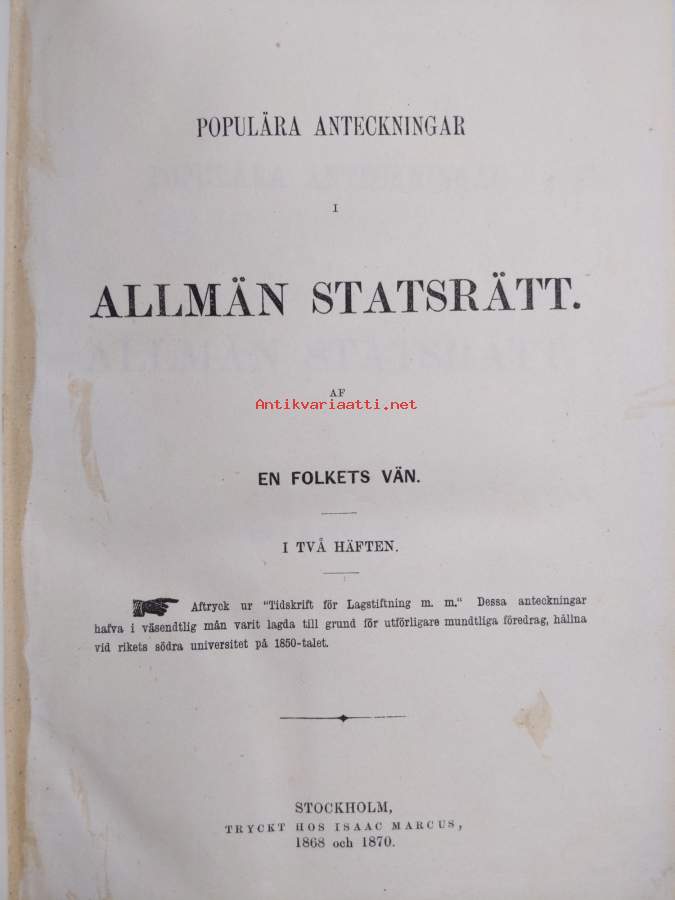 POPULÄRA ANTECKNINGAR
I
ALLMÄN STATSRÄTT.
AF
Antikvariaatti.net
EN FOLKETS VÄN.
I TVÅ HÄFTEN.
Aftryck ur "Tidskrift för Lagstiftning m. m." Dessa anteckningar
hafva i väsendtlig mån varit lagda till grund för utförligare mundtliga föredrag, hållna
vid rikets södra universitet på 1850-talet.
STOCKHOLM,
TRYCKT HOS ISAAC MARCUS,
1868 och 1870.